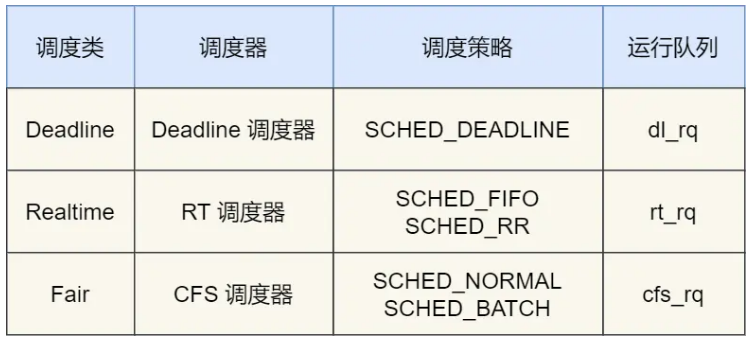 调度类 调度器 调度策略 运行队列
Deadline Deadline 调度器 SCHED_DEADLINE dl_rq
Realtime RT 调度器 SCHED_FIFO SCHED_RR rt_rq
Fair CFS 调度器 SCHED_NORMAL SCHED_BATCH cfs_rq